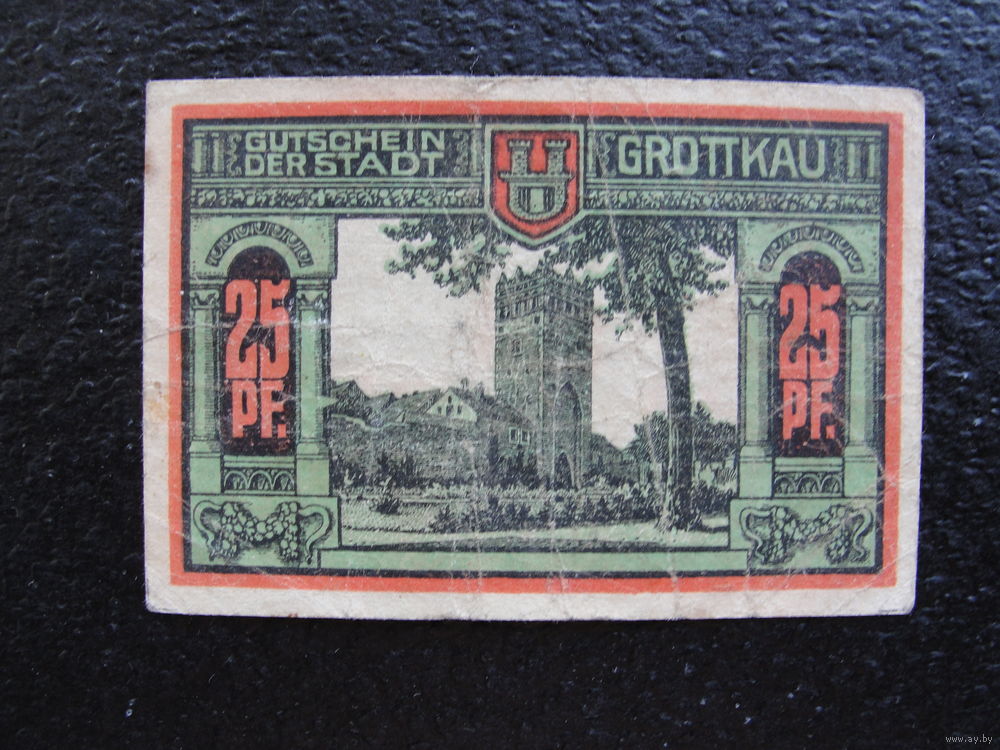 GUTSCHEIN
DER STADT
GROTTKAU
25
PF.
25
PF.
www.ay.by